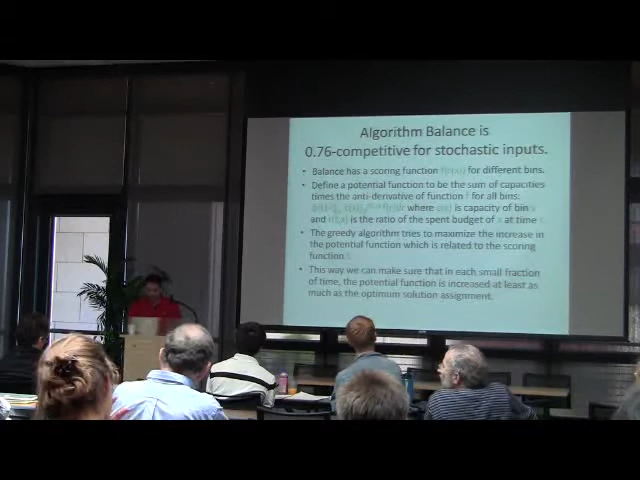 Algorithm Balance is
0.76-competitive for stochastic inputs.
• Balance has a scoring function for different bins.
• Define a potential function to be the sum of capacities
times the anti-derivative of function f for all bins:
where is capacity of bin
and is the ratio of the spent budget of at time
• The greedy algorithm tries to maximize the increase in
the potential function which is related to the scoring
function
• This way we can make sure that in each small fraction
of time, the potential function is increased at least as
much as the optimum solution assignment.